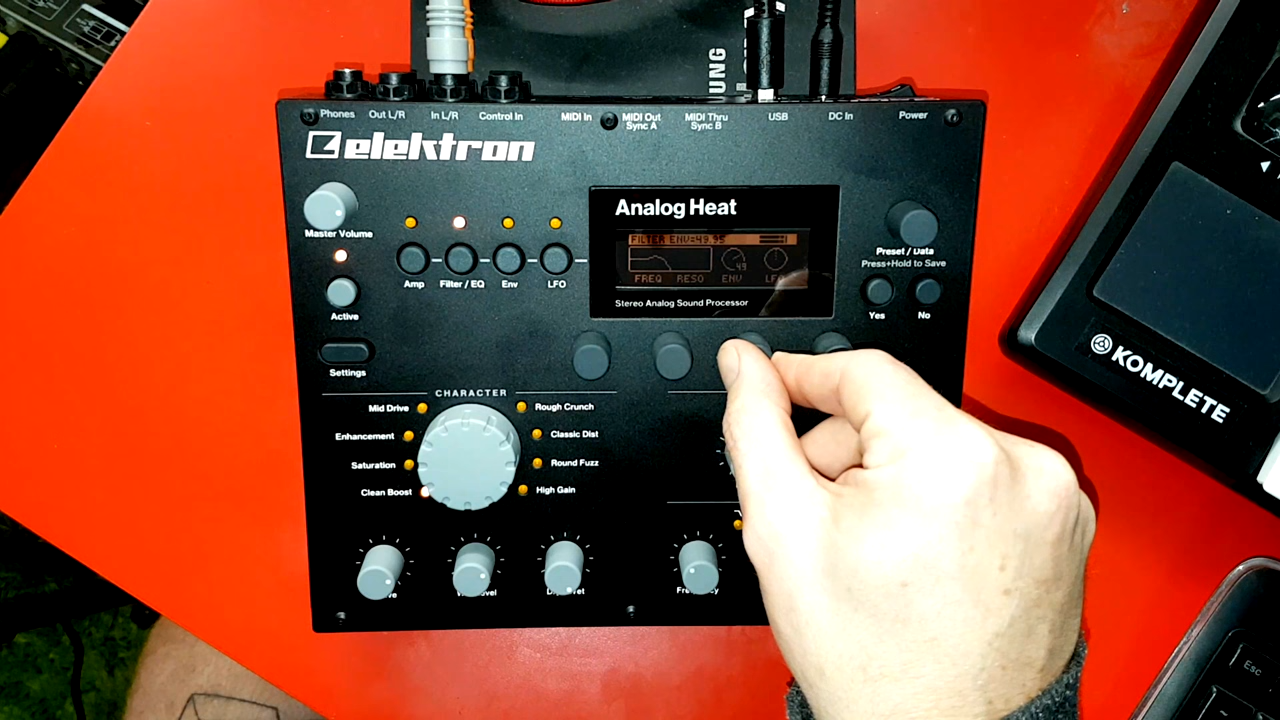 UNG
Phones
Out L/R
In L/R
Control In
MIDI In
MIDI Out
Sync A
MIDI Thru
Sync B
USB
DC In
Power
elektron
Master Volume
Analog Heat
FILTER ENV=49.95
49
FREQ RESO ENV
Stereo Analog Sound Processor
Preset / Data
Press+Hold to Save
Yes
No
Amp
Filter / EQ
Env
LFO
Active
Settings
CHARACTER
Mid Drive
Enhancement
Saturation
Clean Boost
Rough Crunch
Classic Dist
Round Fuzz
High Gain
KOMPLETE
Esc